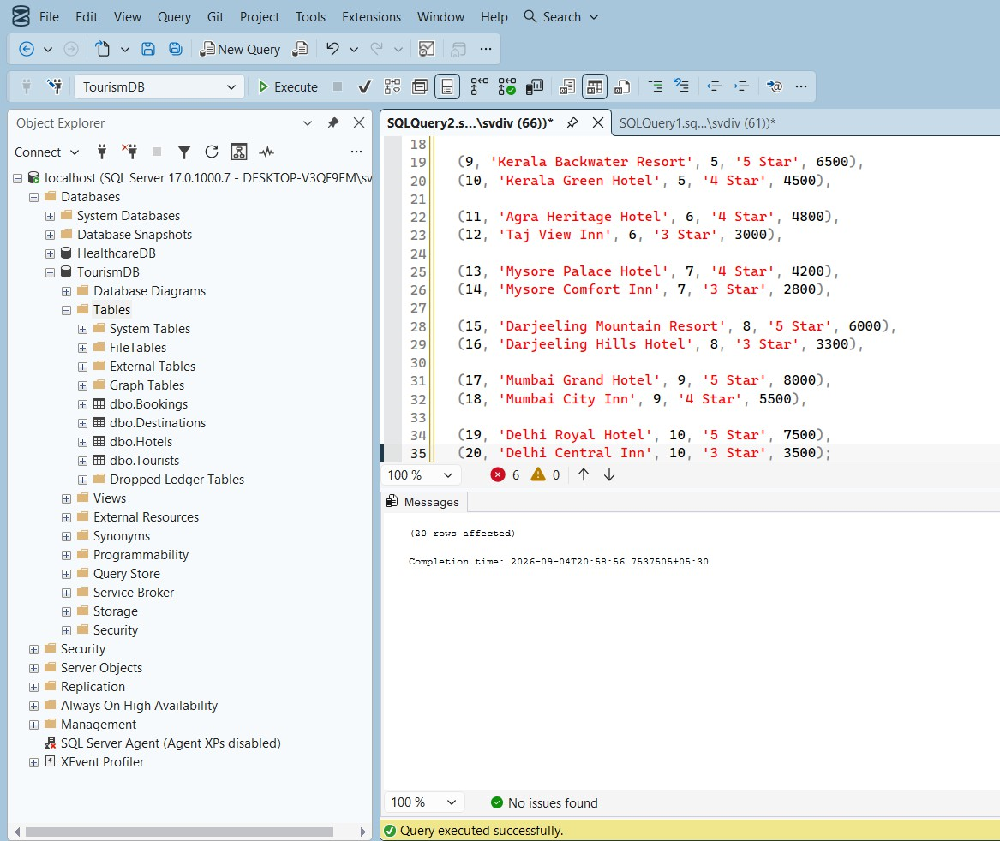 File Edit View Query Git Project Tools Extensions Window Help Search
New Query
TourismDB Execute
Object Explorer
Connect
localhost (SQL Server 17.0.1000.7 - DESKTOP-V3QF9EM\sv
Databases
System Databases
Database Snapshots
HealthcareDB
TourismDB
Database Diagrams
Tables
System Tables
FileTables
External Tables
Graph Tables
dbo.Bookings
dbo.Destinations
dbo.Hotels
dbo.Tourists
Dropped Ledger Tables
Views
External Resources
Synonyms
Programmability
Query Store
Service Broker
Storage
Security
Security
Server Objects
Replication
Always On High Availability
Management
SQL Server Agent (Agent XPs disabled)
XEvent Profiler
SQLQuery2.s...\svdiv (66))* SQLQuery1.sq...\svdiv (61))*
18
19 (9, 'Kerala Backwater Resort', 5, '5 Star', 6500),
20 (10, 'Kerala Green Hotel', 5, '4 Star', 4500),
21
22 (11, 'Agra Heritage Hotel', 6, '4 Star', 4800),
23 (12, 'Taj View Inn', 6, '3 Star', 3000),
24
25 (13, 'Mysore Palace Hotel', 7, '4 Star', 4200),
26 (14, 'Mysore Comfort Inn', 7, '3 Star', 2800),
27
28 (15, 'Darjeeling Mountain Resort', 8, '5 Star', 6000),
29 (16, 'Darjeeling Hills Hotel', 8, '3 Star', 3300),
30
31 (17, 'Mumbai Grand Hotel', 9, '5 Star', 8000),
32 (18, 'Mumbai City Inn', 9, '4 Star', 5500),
33
34 (19, 'Delhi Royal Hotel', 10, '5 Star', 7500),
35 (20, 'Delhi Central Inn', 10, '3 Star', 3500);
100 % 6 0
Messages
(20 rows affected)
Completion time: 2026-09-04T20:58:56.7537505+05:30
100 % No issues found
Query executed successfully.